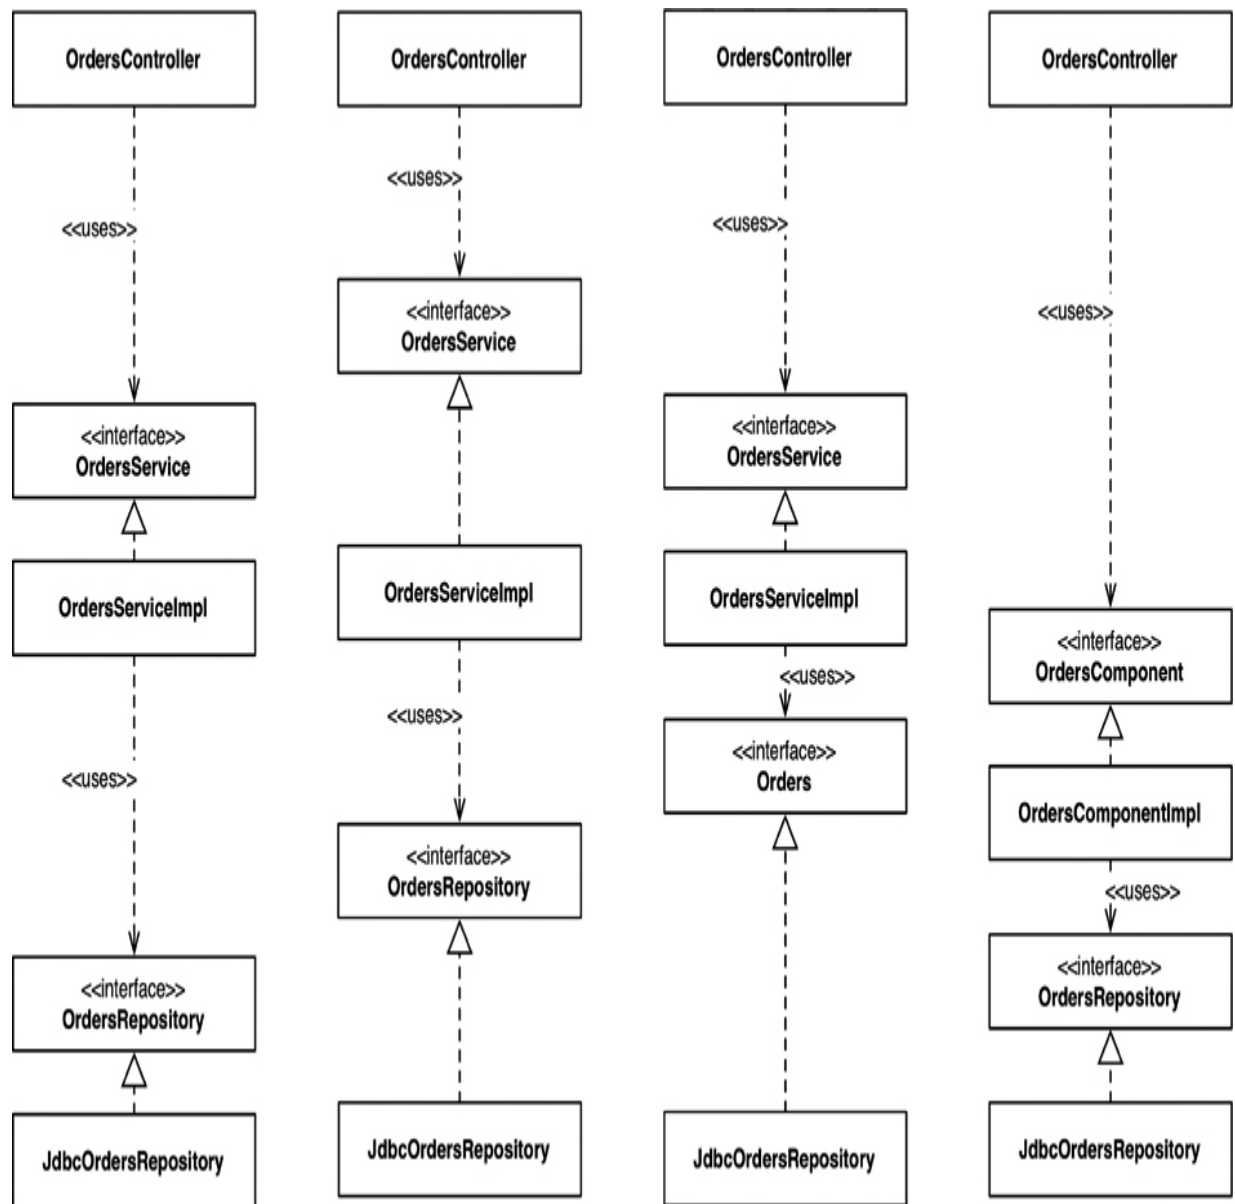 OrdersController
<<uses>>
<<interface>>
OrdersService
OrdersServiceImpl
<<uses>>
<<interface>>
OrdersRepository
JdbcOrdersRepository
OrdersController
<<uses>>
<<interface>>
OrdersService
OrdersServiceImpl
<<uses>>
<<interface>>
OrdersRepository
JdbcOrdersRepository
OrdersController
<<uses>>
<<interface>>
OrdersService
OrdersServiceImpl
<<uses>>
<<interface>>
Orders
JdbcOrdersRepository
OrdersController
<<uses>>
<<interface>>
OrdersComponent
OrdersComponentImpl
<<uses>>
<<interface>>
OrdersRepository
JdbcOrdersRepository